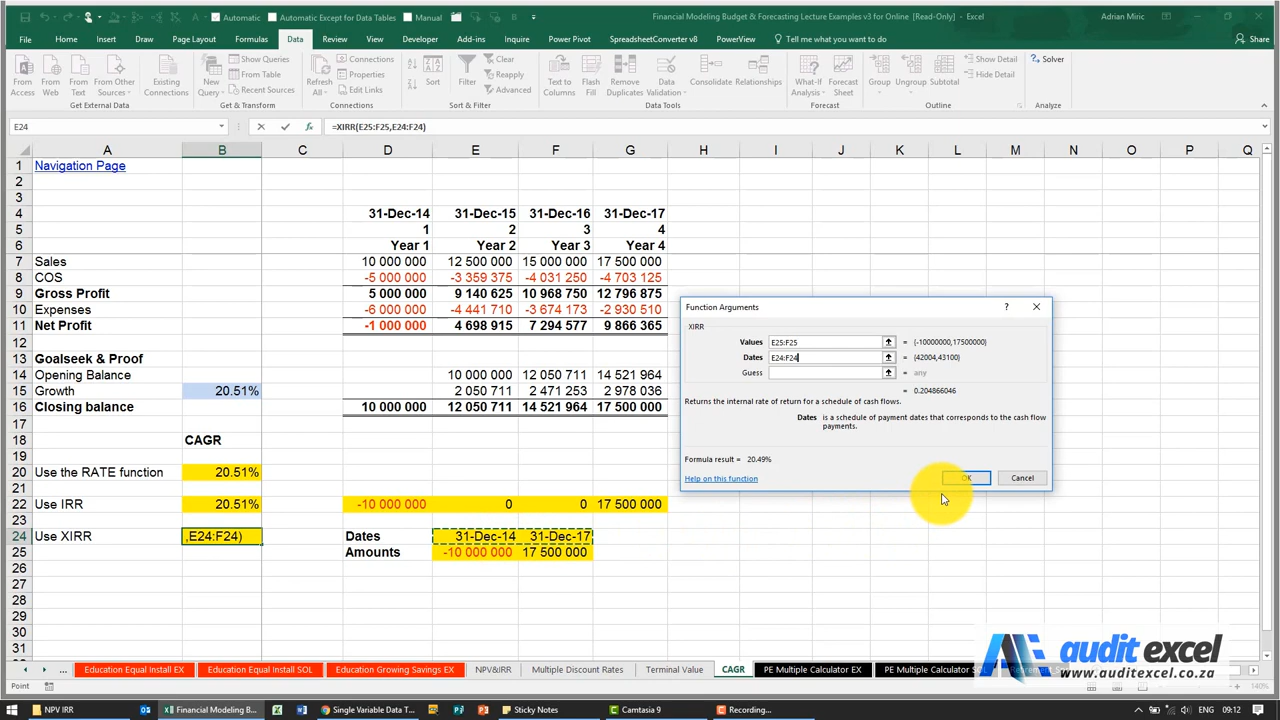 Automatic Automatic Except for Data Tables Manual
Financial Modeling Budget & Forecasting Lecture Examples v3 for Online [Read-Only] - Excel
Adrian Miric
File Home Insert Draw Page Layout Formulas Data Review View Developer Add-ins Inquire Power Pivot SpreadsheetConverter v8 PowerView Tell me what you want to do Share
From Access
From Web
From Text
From Other Sources
Existing Connections
Get External Data
New Query
Show Queries
From Table
Recent Sources
Get & Transform
Refresh All
Connections
Properties
Edit Links
Connections
Sort
Filter
Clear
Reapply
Advanced
Sort & Filter
Text to Columns
Flash Fill
Remove Duplicates
Data Validation
Consolidate
Relationships
Data Tools
What-If Analysis
Forecast Sheet
Forecast
Group
Ungroup
Subtotal
Show Detail
Hide Detail
Outline
Solver
Analyze
E24 =XIRR(E25:F25,E24:F24)
A B C D E F G H I J K L M N O P Q
1 Navigation Page
2
3
4 31-Dec-14 31-Dec-15 31-Dec-16 31-Dec-17
5 1 2 3 4
6 Year 1 Year 2 Year 3 Year 4
7 Sales 10 000 000 12 500 000 15 000 000 17 500 000
8 COS -5 000 000 -3 359 375 -4 031 250 -4 703 125
9 Gross Profit 5 000 000 9 140 625 10 968 750 12 796 875
10 Expenses -6 000 000 -4 441 710 -3 674 173 -2 930 510
11 Net Profit -1 000 000 4 698 915 7 294 577 9 866 365
12
13 Goalseek & Proof
14 Opening Balance 10 000 000 12 050 711 14 521 964
15 Growth 20.51% 2 050 711 2 471 253 2 978 036
16 Closing balance 10 000 000 12 050 711 14 521 964 17 500 000
17
18 CAGR
19
20 Use the RATE function 20.51%
21
22 Use IRR 20.51% -10 000 000 0 0 17 500 000
23
24 Use XIRR ,E24:F24) Dates 31-Dec-14 31-Dec-17
25 Amounts -10 000 000 17 500 000
26
27
28
29
30
31
Function Arguments ?
XIRR
Values E25:F25 = {-10000000,17500000}
Dates E24:F24 = {42004,43100}
Guess = any
= 0.204866046
Returns the internal rate of return for a schedule of cash flows.
Dates is a schedule of payment dates that corresponds to the cash flow
payments.
Formula result = 20.49%
Help on this function OK Cancel
audit excel
www.auditexcel.co.za
... Education Equal Install EX Education Equal Install SOL Education Growing Savings EX NPV&IRR Multiple Discount Rates Terminal Value CAGR PE Multiple Calculator EX PE Multiple Calculator
Point 140%
NPV IRR Financial Modeling B... Single Variable Data T... Sticky Notes Camtasia 9 Recording... ENG 09:12